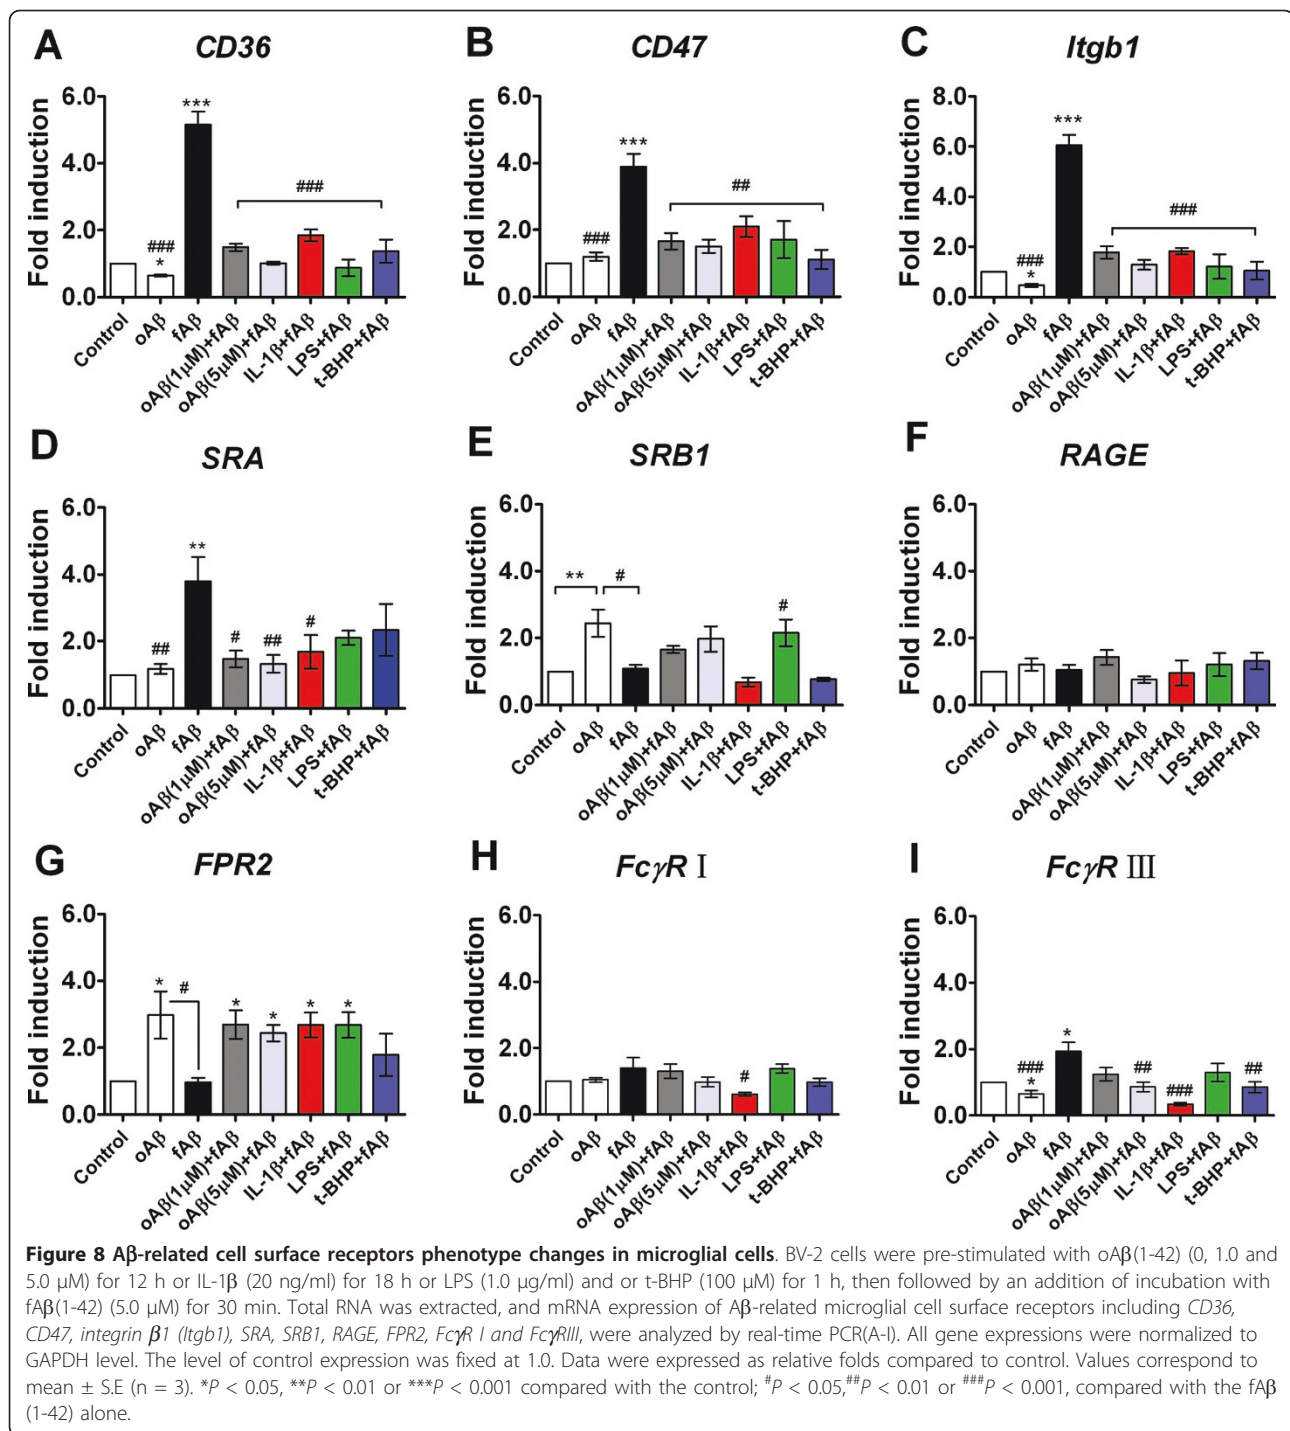 A
CD36
Fold induction
6.0
4.0
2.0
0.0
***
###
*
###
Control
oAβ
fAβ
oAβ(1μM)+fAβ
oAβ(5μM)+fAβ
IL-1β+fAβ
LPS+fAβ
t-BHP+fAβ
B
CD47
Fold induction
6.0
4.0
2.0
0.0
###
***
##
Control
oAβ
fAβ
oAβ(1μM)+fAβ
oAβ(5μM)+fAβ
IL-1β+fAβ
LPS+fAβ
t-BHP+fAβ
C
Itgb1
Fold induction
8.0
6.0
4.0
2.0
0.0
###
*
***
###
Control
oAβ
fAβ
oAβ(1μM)+fAβ
oAβ(5μM)+fAβ
IL-1β+fAβ
LPS+fAβ
t-BHP+fAβ
D
SRA
Fold induction
6.0
4.0
2.0
0.0
##
**
#
##
#
Control
oAβ
fAβ
oAβ(1μM)+fAβ
oAβ(5μM)+fAβ
IL-1β+fAβ
LPS+fAβ
t-BHP+fAβ
E
SRB1
Fold induction
6.0
4.0
2.0
0.0
**
#
#
Control
oAβ
fAβ
oAβ(1μM)+fAβ
oAβ(5μM)+fAβ
IL-1β+fAβ
LPS+fAβ
t-BHP+fAβ
F
RAGE
Fold induction
6.0
4.0
2.0
0.0
Control
oAβ
fAβ
oAβ(1μM)+fAβ
oAβ(5μM)+fAβ
IL-1β+fAβ
LPS+fAβ
t-BHP+fAβ
G
FPR2
Fold induction
6.0
4.0
2.0
0.0
*
#
*
*
*
*
Control
oAβ
fAβ
oAβ(1μM)+fAβ
oAβ(5μM)+fAβ
IL-1β+fAβ
LPS+fAβ
t-BHP+fAβ
H
FcγR I
Fold induction
6.0
4.0
2.0
0.0
#
Control
oAβ
fAβ
oAβ(1μM)+fAβ
oAβ(5μM)+fAβ
IL-1β+fAβ
LPS+fAβ
t-BHP+fAβ
I
FcγR III
Fold induction
6.0
4.0
2.0
0.0
###
*
*
##
###
##
Control
oAβ
fAβ
oAβ(1μM)+fAβ
oAβ(5μM)+fAβ
IL-1β+fAβ
LPS+fAβ
t-BHP+fAβ
Figure 8 Aβ-related cell surface receptors phenotype changes in microglial cells. BV-2 cells were pre-stimulated with oAβ(1-42) (0, 1.0 and
5.0 μM) for 12 h or IL-1β (20 ng/ml) for 18 h or LPS (1.0 μg/ml) and or t-BHP (100 μM) for 1 h, then followed by an addition of incubation with
fAβ(1-42) (5.0 μM) for 30 min. Total RNA was extracted, and mRNA expression of Aβ-related microglial cell surface receptors including CD36,
CD47, integrin β1 (Itgb1), SRA, SRB1, RAGE, FPR2, FcγR I and FcγRIII, were analyzed by real-time PCR(A-I). All gene expressions were normalized to
GAPDH level. The level of control expression was fixed at 1.0. Data were expressed as relative folds compared to control. Values correspond to
mean ± S.E (n = 3). *P < 0.05, **P < 0.01 or ***P < 0.001 compared with the control; #P < 0.05,##P < 0.01 or ###P < 0.001, compared with the fAβ
(1-42) alone.